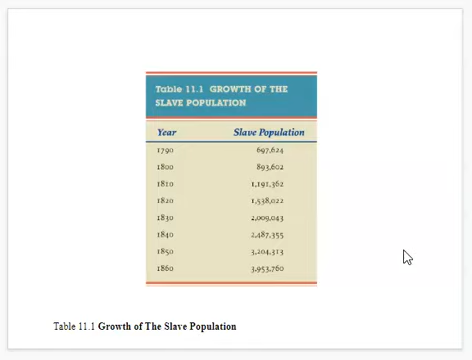 Table 11.1 GROWTH OF THE
SLAVE POPULATION
Year Slave Population
1790 697,624
1800 893,602
1810 1,191,362
1820 1,538,022
1830 2,009,043
1840 2,487,355
1850 3,204,313
1860 3,953,760
Table 11.1 Growth of The Slave Population